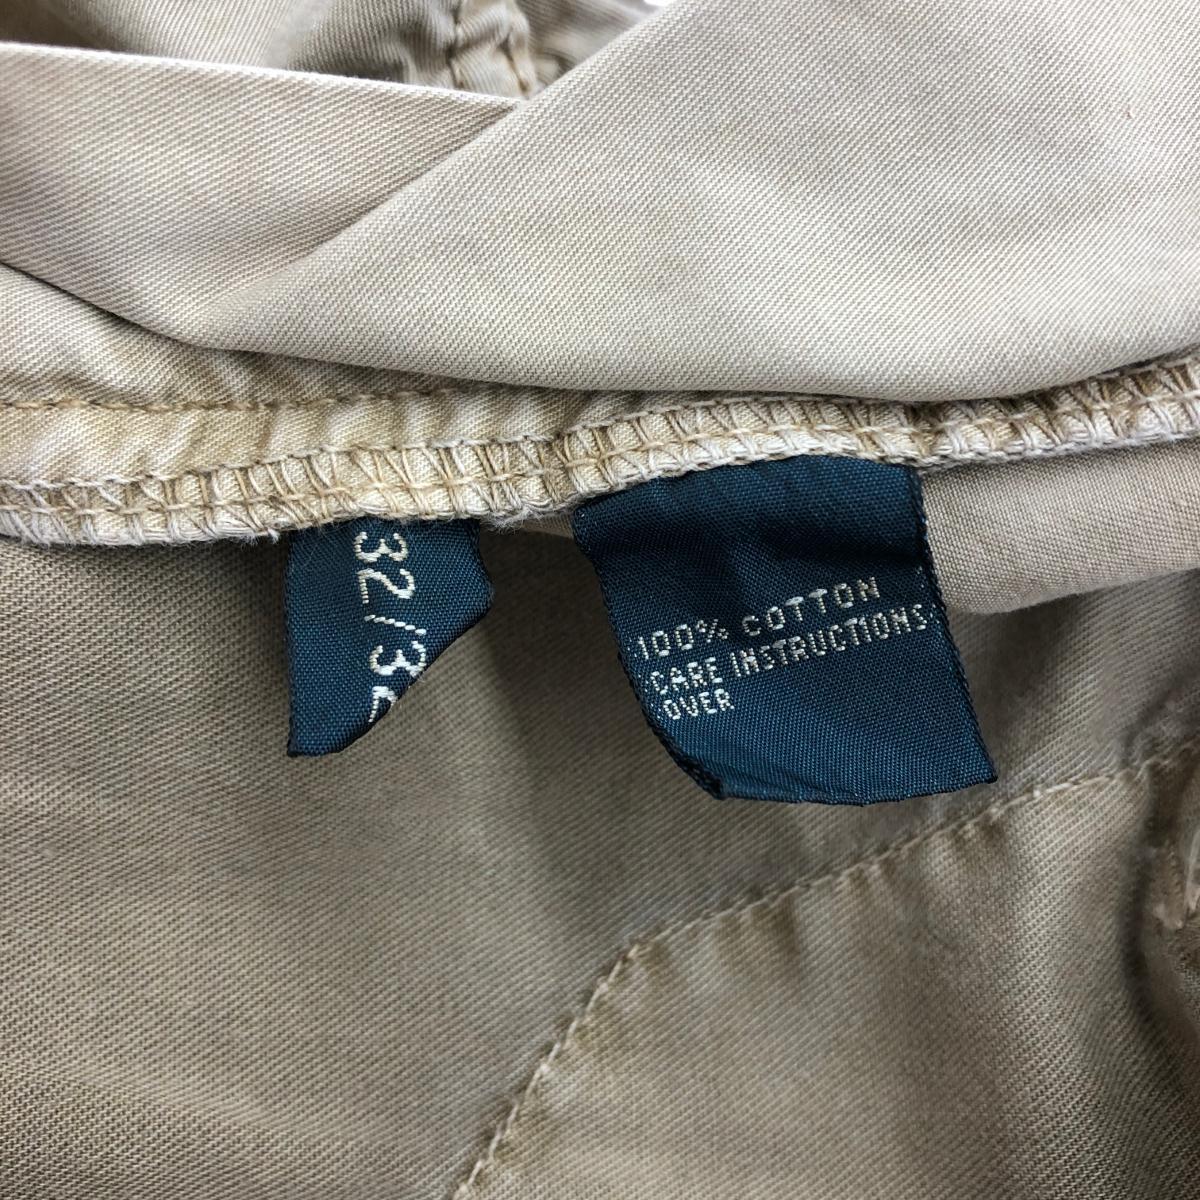 32/32
100% COTTON
CARE INSTRUCTIONS
OVER